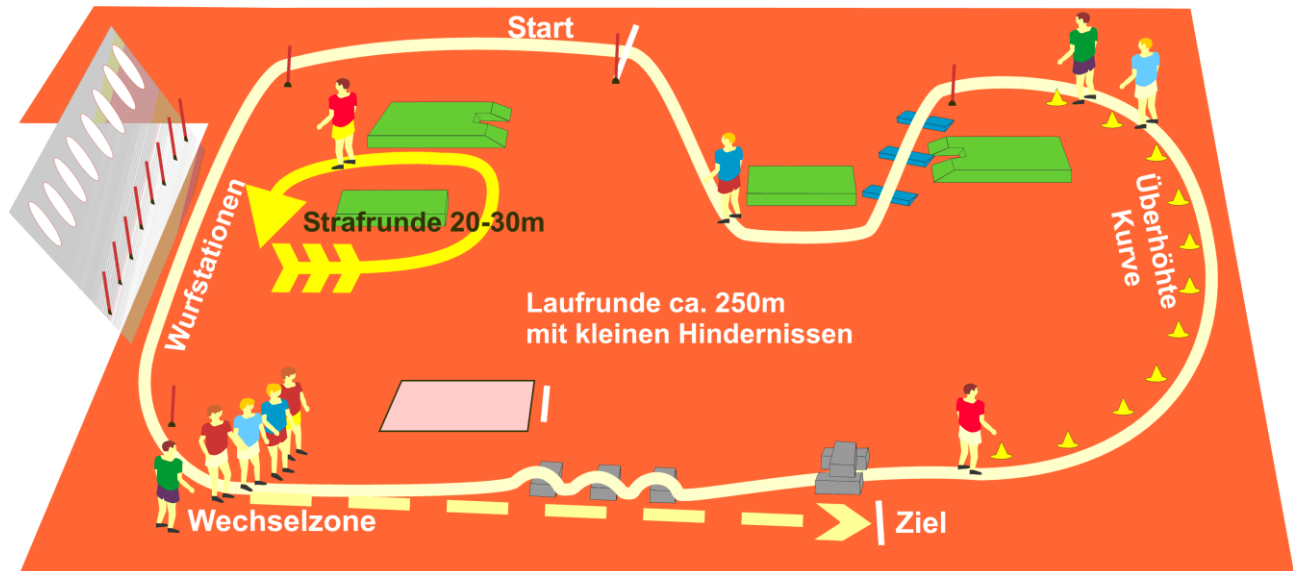 Start
Wurfstationen
Strafrunde 20-30m
Überhöhte
Kurve
Laufrunde ca. 250m
mit kleinen Hindernissen
Wechselzone
Ziel